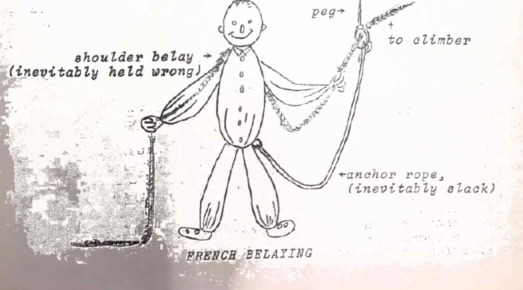 peg→
to climber
shoulder belay →
(inevitably held wrong)
←anchor rope,
(inevitably slack)
FRENCH BELAYING